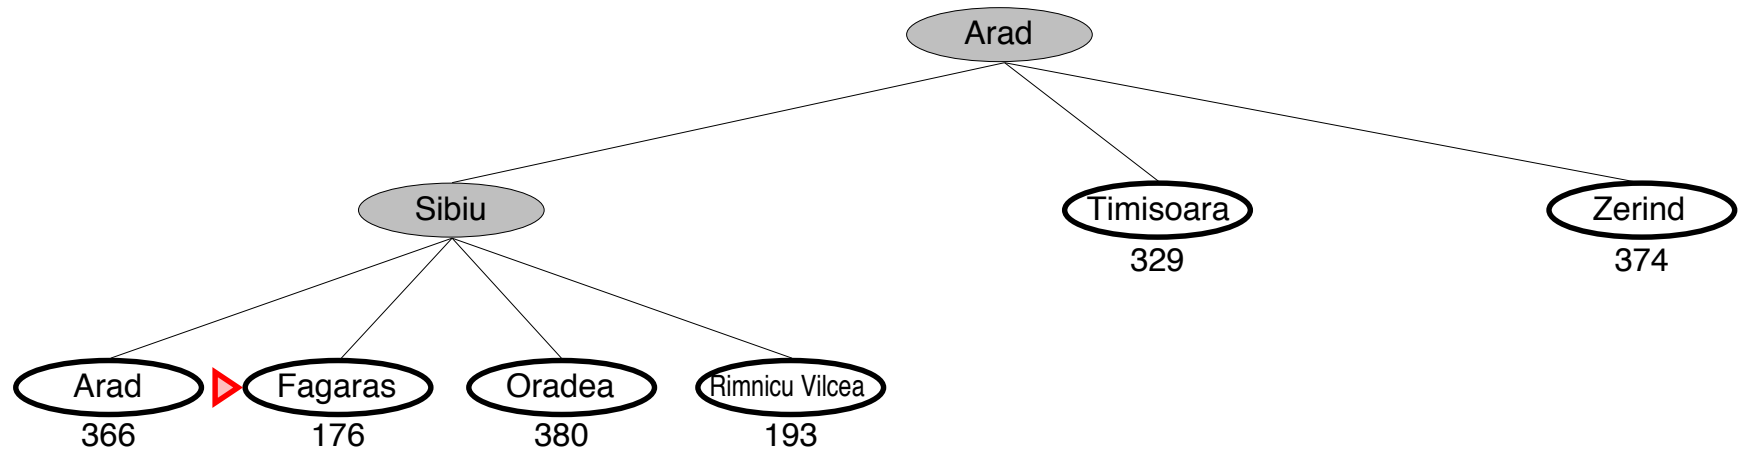 Arad
Sibiu
Timisoara
Zerind
329
374
Arad
Fagaras
Oradea
Rimnicu Vilcea
366
176
380
193